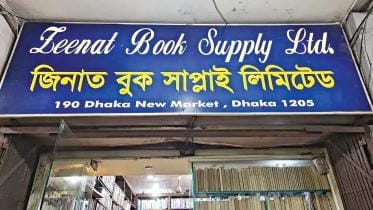 Zeenat Book Supply Ltd.
জিনাত বুক সাপ্লাই লিমিটেড
190 Dhaka New Market , Dhaka 1205